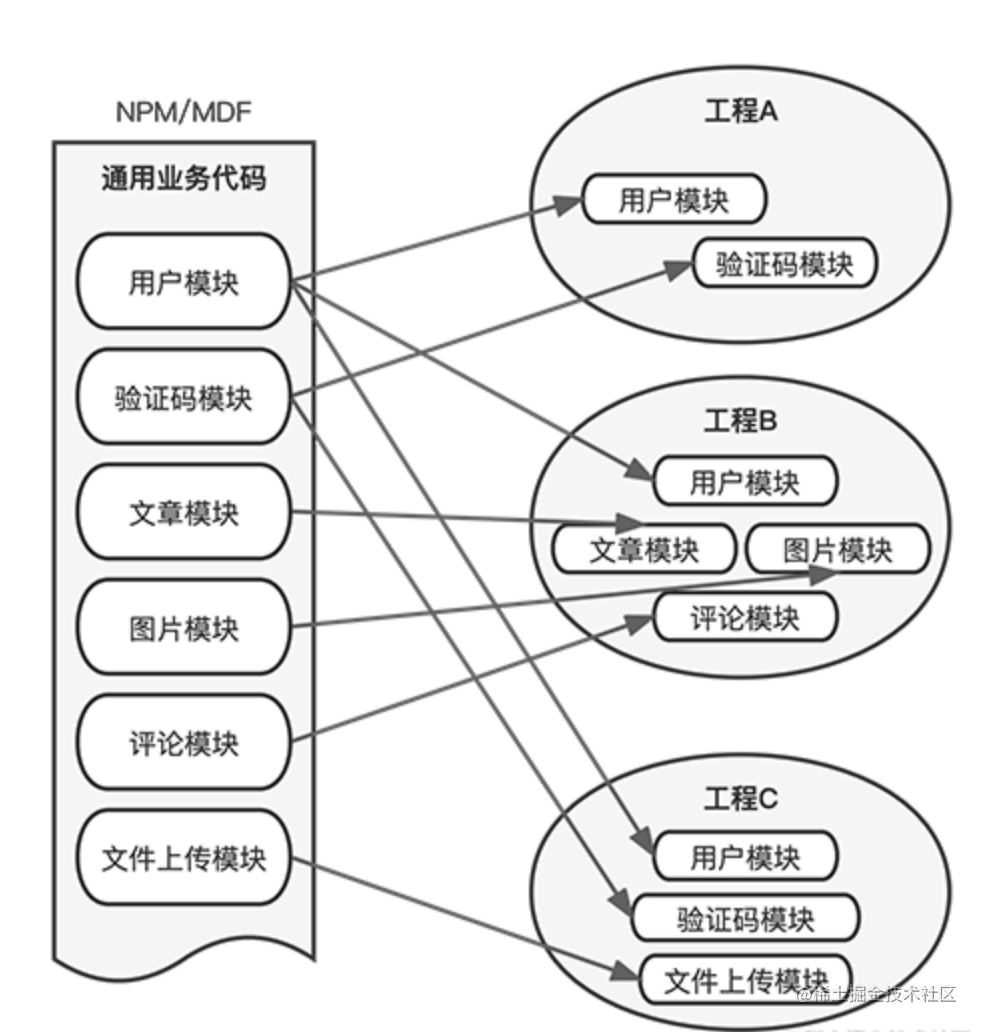 NPM/MDF
通用业务代码
用户模块
验证码模块
文章模块
图片模块
评论模块
文件上传模块
工程A
用户模块
验证码模块
工程B
用户模块
文章模块
图片模块
评论模块
工程C
用户模块
验证码模块
文件上传模块
@稀土掘金技术社区